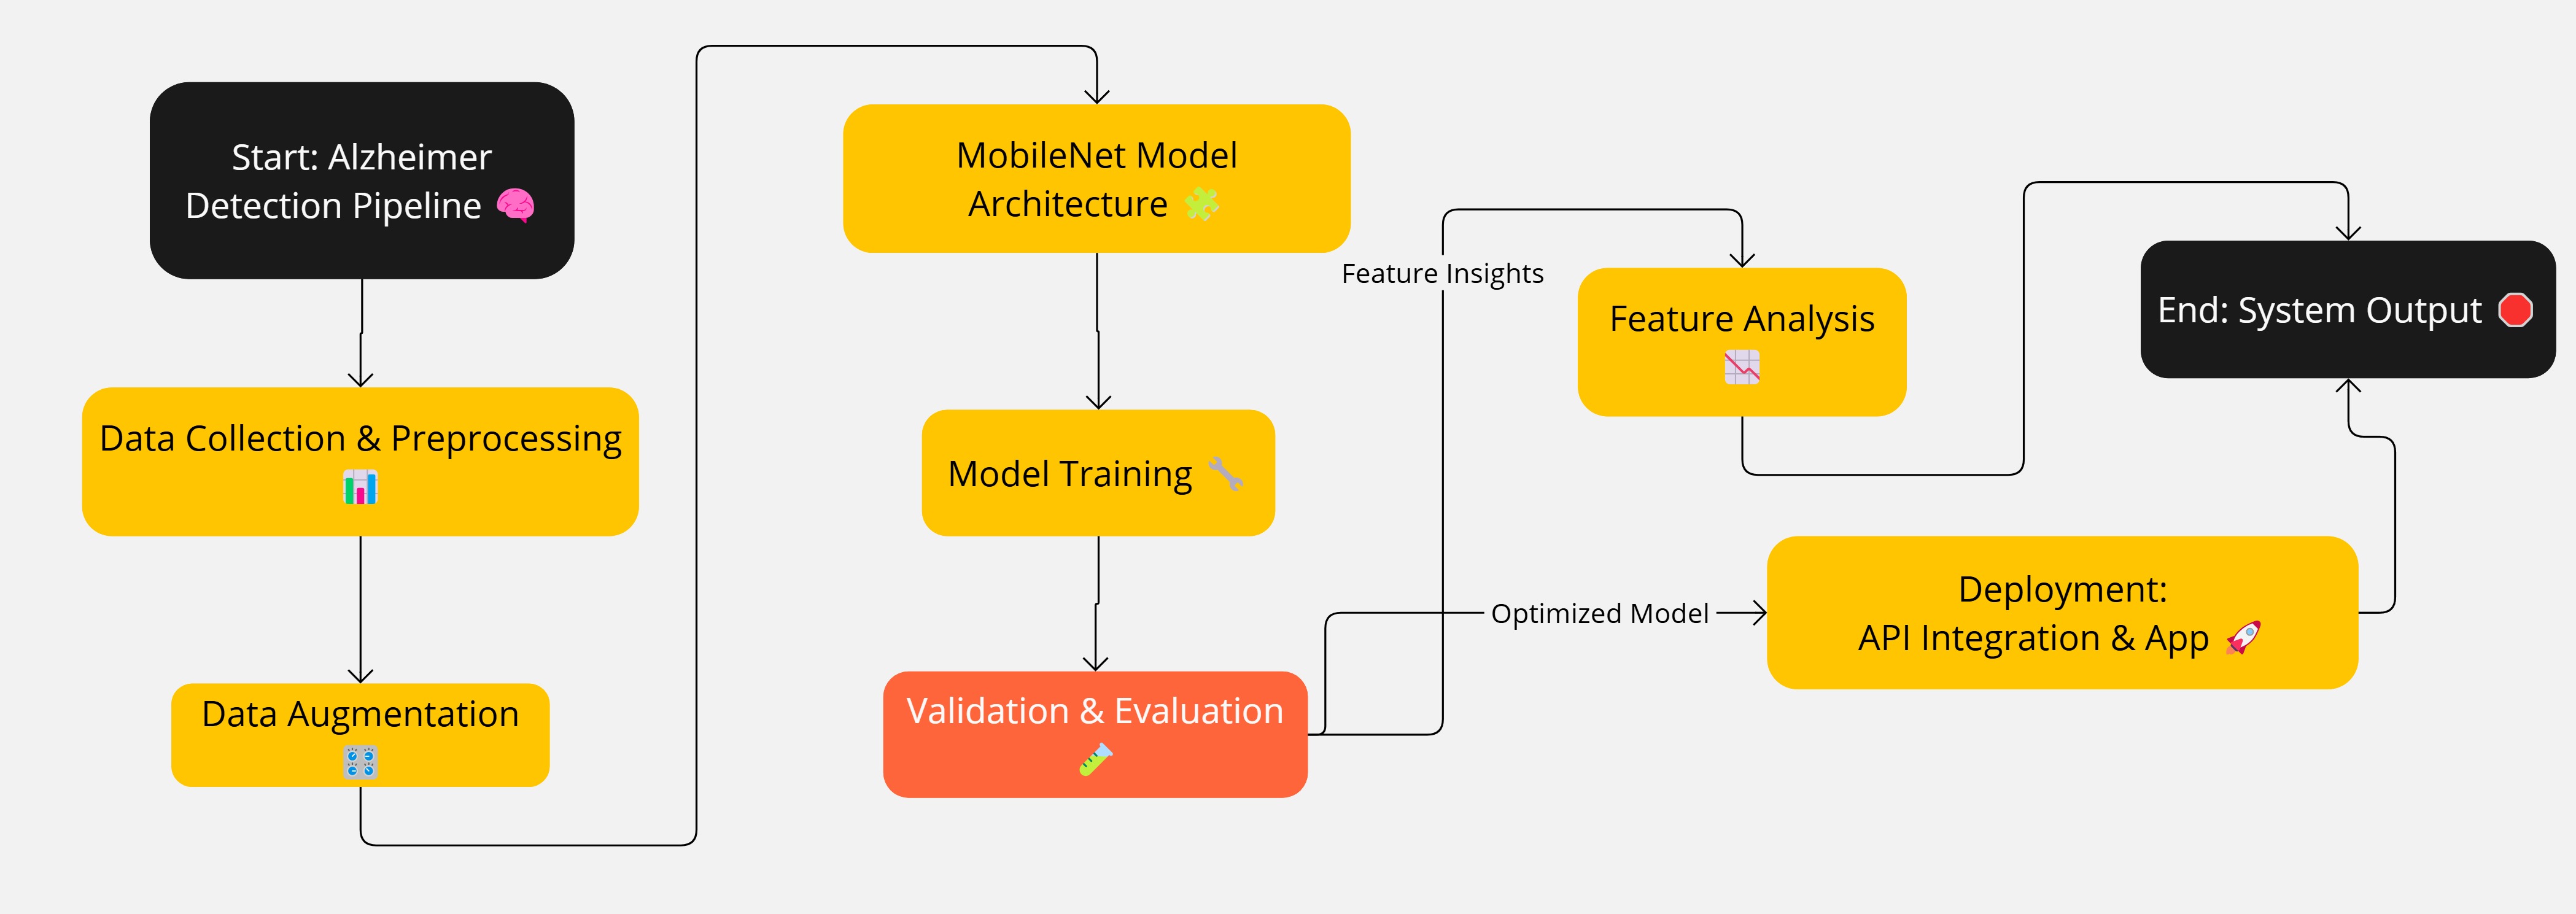 Start: Alzheimer
Detection Pipeline 🧠
Data Collection & Preprocessing
📊
Data Augmentation
🎛️
MobileNet Model
Architecture 🧩
Model Training 🔧
Validation & Evaluation
🧪
Feature Insights
Feature Analysis
📉
Optimized Model
Deployment:
API Integration & App 🚀
End: System Output 🛑